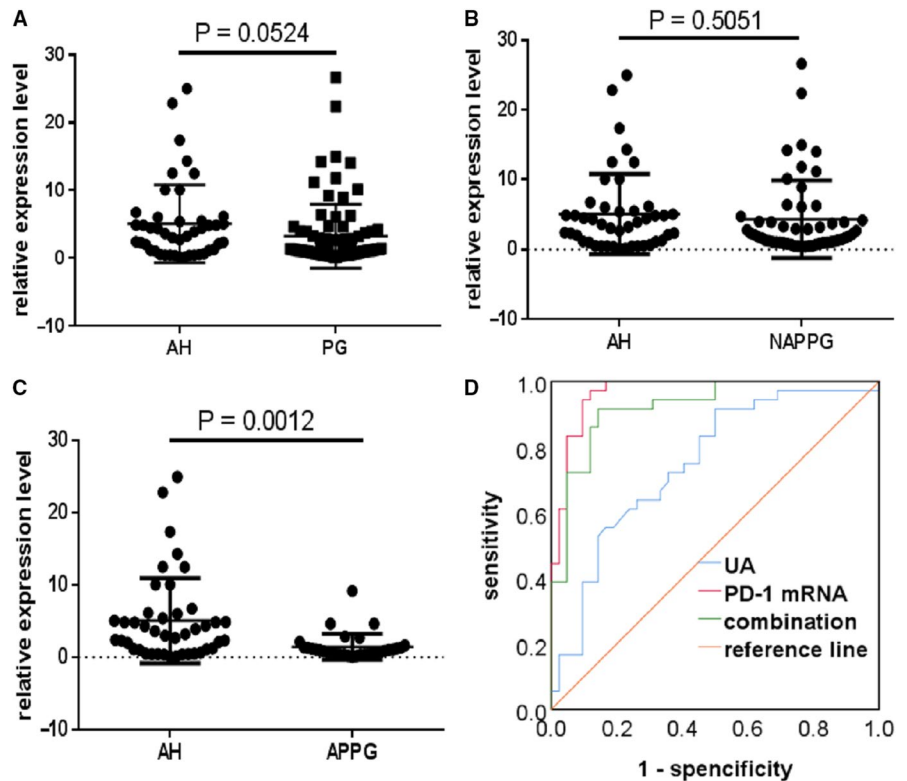 A
P = 0.0524
relative expression level
30
20
10
0
–10
AH
PG
B
P = 0.5051
relative expression level
30
20
10
0
–10
AH
NAPPG
C
P = 0.0012
relative expression level
30
20
10
0
–10
AH
APPG
D
sensitivity
1.0
0.8
0.6
0.4
0.2
0.0
UA
PD-1 mRNA
combination
reference line
0.0
0.2
0.4
0.6
0.8
1.0
1 - spencificity